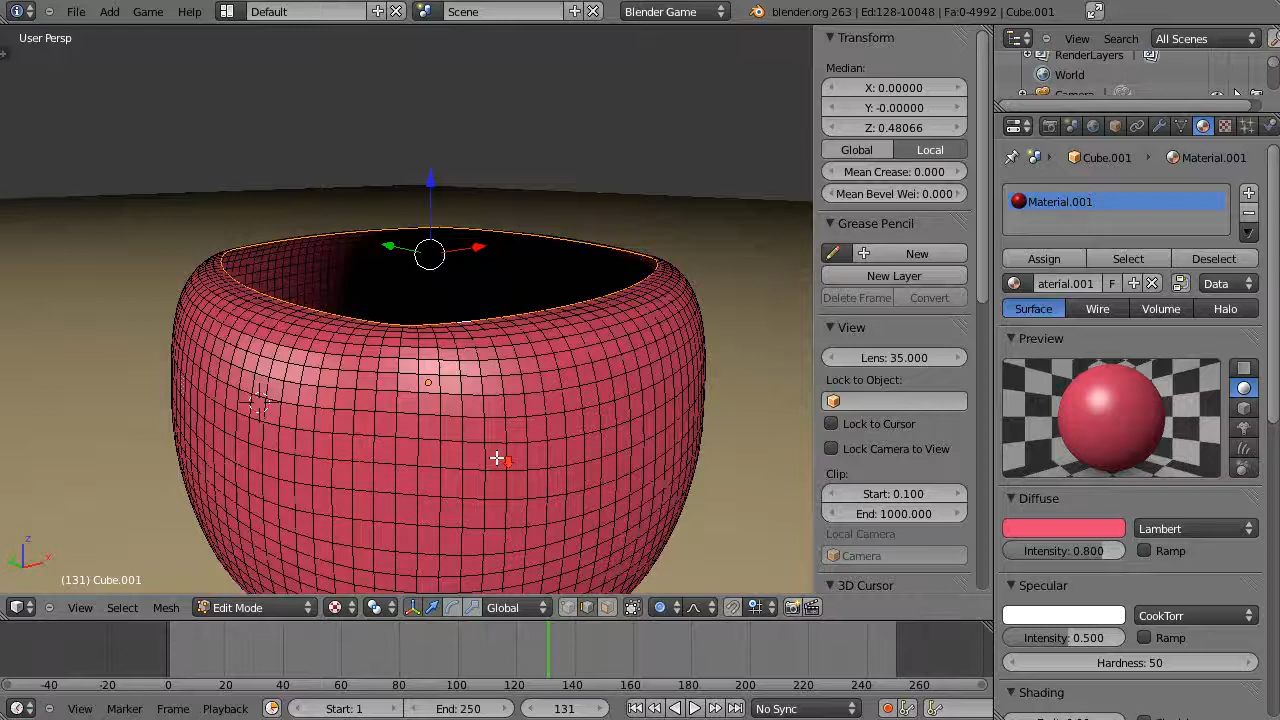 File Add Game Help Default Scene Blender Game blender.org 263 | Ed:128-10048 | Fa:0-4992 | Cube.001
User Persp
(131) Cube.001
View Select Mesh Edit Mode Global
Transform
Median:
X: 0.00000
Y: -0.00000
Z: 0.48066
Global Local
Mean Crease: 0.000
Mean Bevel Wei: 0.000
Grease Pencil
New
New Layer
Delete Frame Convert
View
Lens: 35.000
Lock to Object:
Lock to Cursor
Lock Camera to View
Clip:
Start: 0.100
End: 1000.000
Local Camera
Camera
3D Cursor
View Search All Scenes
RenderLayers
World
Cube.001 Material.001
Material.001
Assign Select Deselect
aterial.001 F Data
Surface Wire Volume Halo
Preview
Diffuse
Lambert
Intensity: 0.800 Ramp
Specular
CookTorr
Intensity: 0.500 Ramp
Hardness: 50
Shading
-40 -20 0 20 40 60 80 100 120 140 160 180 200 220 240 260
View Marker Frame Playback Start: 1 End: 250 131 No Sync